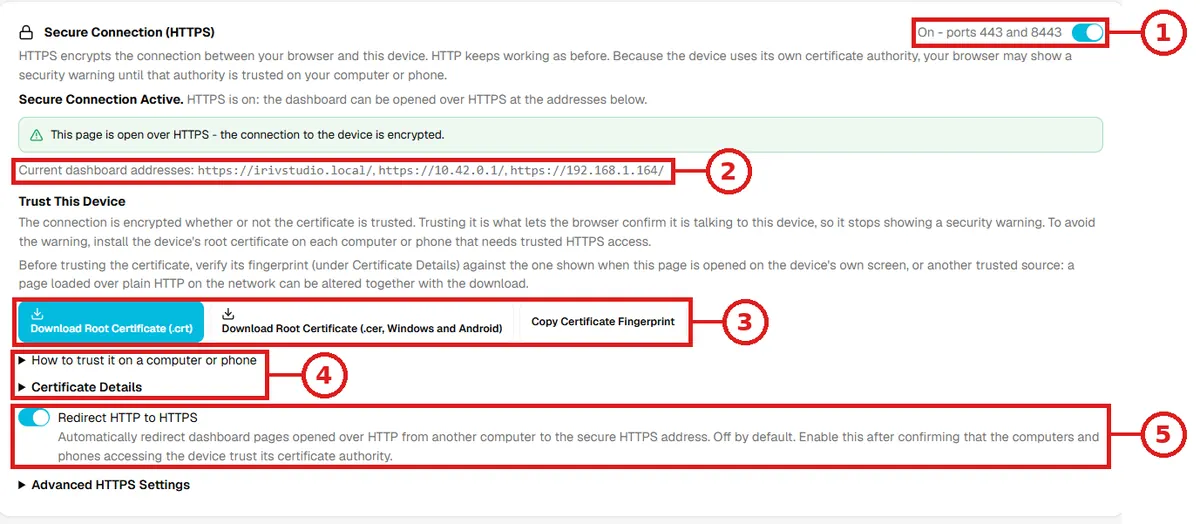 Secure Connection (HTTPS)
On - ports 443 and 8443
1
HTTPS encrypts the connection between your browser and this device. HTTP keeps working as before. Because the device uses its own certificate authority, your browser may show a
security warning until that authority is trusted on your computer or phone.
Secure Connection Active. HTTPS is on: the dashboard can be opened over HTTPS at the addresses below.
This page is open over HTTPS - the connection to the device is encrypted.
Current dashboard addresses: https://irivstudio.local/, https://10.42.0.1/, https://192.168.1.164/
2
Trust This Device
The connection is encrypted whether or not the certificate is trusted. Trusting it is what lets the browser confirm it is talking to this device, so it stops showing a security warning. To avoid
the warning, install the device's root certificate on each computer or phone that needs trusted HTTPS access.
Before trusting the certificate, verify its fingerprint (under Certificate Details) against the one shown when this page is opened on the device's own screen, or another trusted source: a
page loaded over plain HTTP on the network can be altered together with the download.
Download Root Certificate (.crt)
Download Root Certificate (.cer, Windows and Android)
Copy Certificate Fingerprint
3
How to trust it on a computer or phone
4
Certificate Details
Redirect HTTP to HTTPS
Automatically redirect dashboard pages opened over HTTP from another computer to the secure HTTPS address. Off by default. Enable this after confirming that the computers and
phones accessing the device trust its certificate authority.
5
Advanced HTTPS Settings